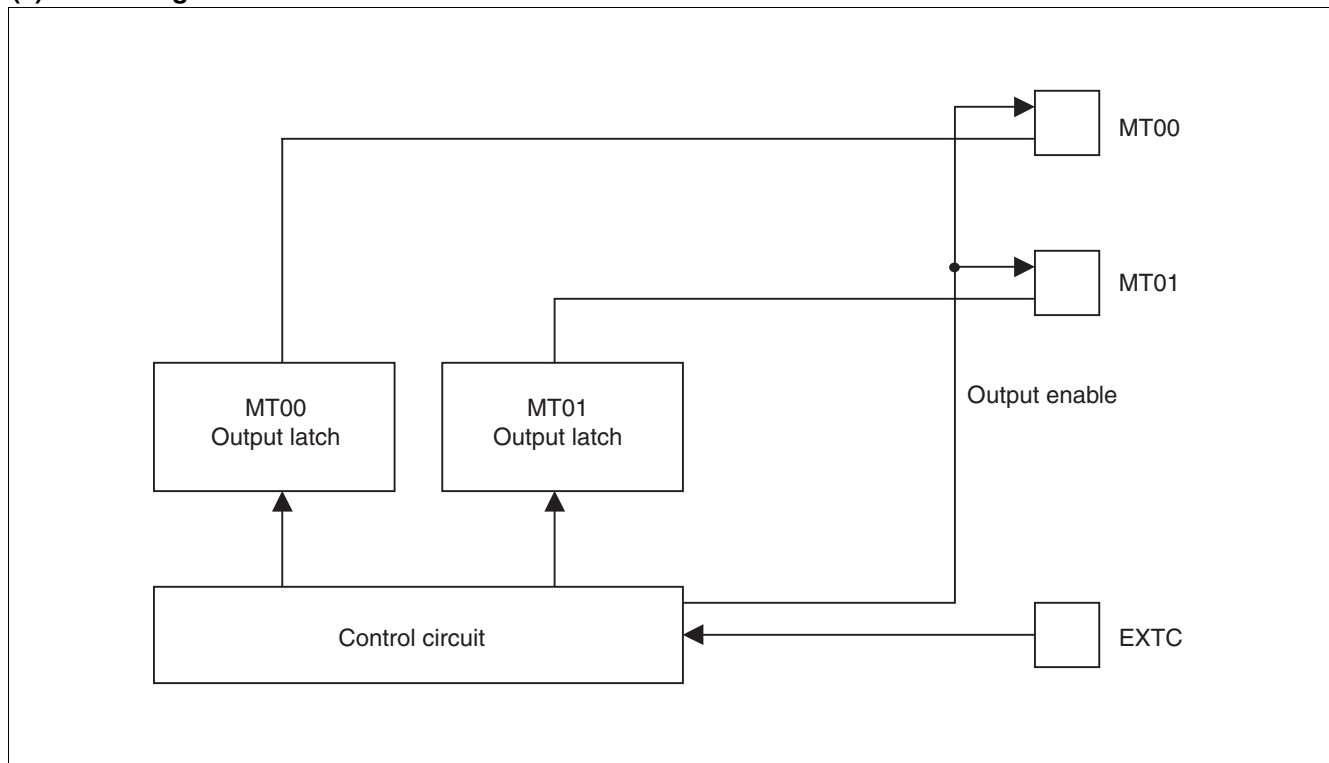 MT00
MT01
MT00
Output latch
MT01
Output latch
Output enable
Control circuit
EXTC